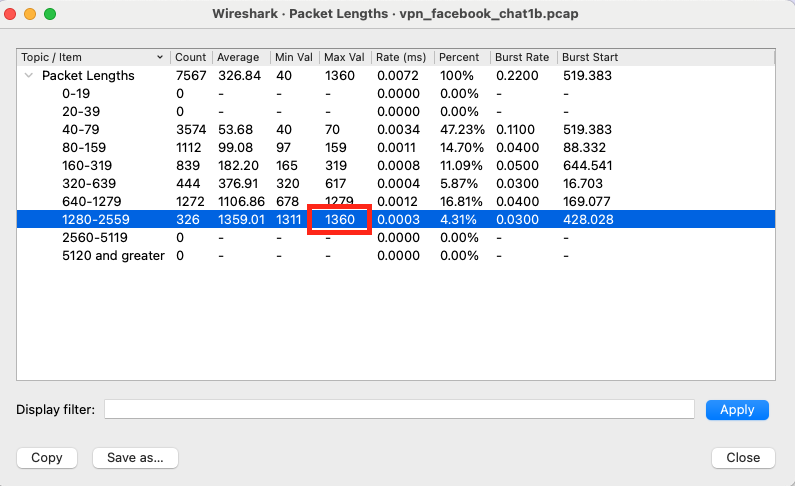 Wireshark · Packet Lengths · vpn_facebook_chat1b.pcap
Topic / Item Count Average Min Val Max Val Rate (ms) Percent Burst Rate Burst Start
Packet Lengths 7567 326.84 40 1360 0.0072 100% 0.2200 519.383
0-19 0 - - - 0.0000 0.00% - -
20-39 0 - - - 0.0000 0.00% - -
40-79 3574 53.68 40 70 0.0034 47.23% 0.1100 519.383
80-159 1112 99.08 97 159 0.0011 14.70% 0.0400 88.332
160-319 839 182.20 165 319 0.0008 11.09% 0.0500 644.541
320-639 444 376.91 320 617 0.0004 5.87% 0.0300 16.703
640-1279 1272 1106.86 678 1279 0.0012 16.81% 0.0400 169.077
1280-2559 326 1359.01 1311 1360 0.0003 4.31% 0.0300 428.028
2560-5119 0 - - - 0.0000 0.00% - -
5120 and greater 0 - - - 0.0000 0.00% - -
Display filter:
Apply
Copy Save as... Close